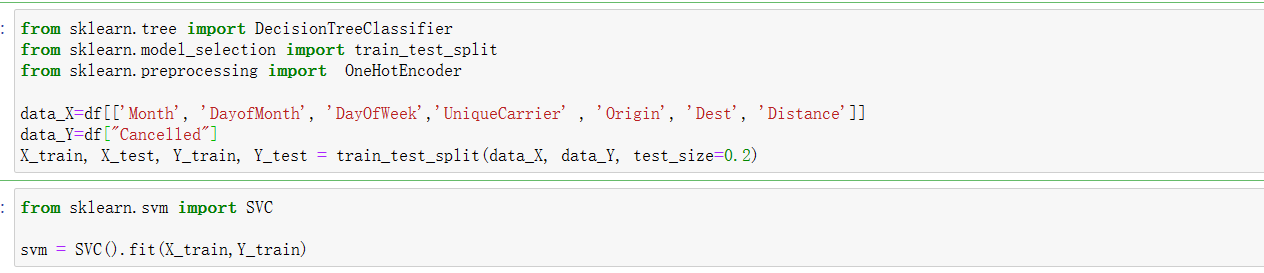 : from sklearn.tree import DecisionTreeClassifier
from sklearn.model_selection import train_test_split
from sklearn.preprocessing import  OneHotEncoder
data_X=df[['Month', 'DayofMonth', 'DayOfWeek','UniqueCarrier' , 'Origin', 'Dest', 'Distance']]
data_Y=df["Cancelled"]
X_train, X_test, Y_train, Y_test = train_test_split(data_X, data_Y, test_size=0.2)
: from sklearn.svm import SVC
svm = SVC().fit(X_train,Y_train)